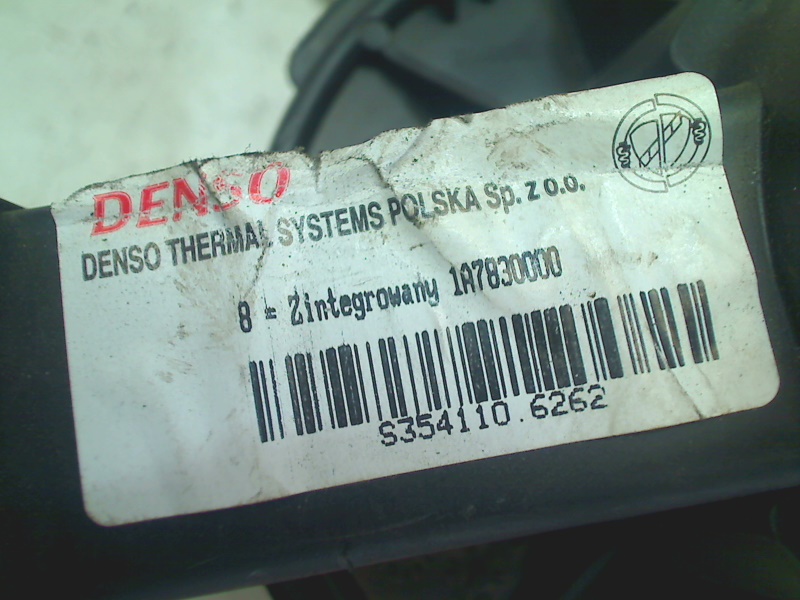 DENSO
DENSO THERMAL SYSTEMS POLSKA Sp. z o.o.
8 = Zintegrowany 1A7830000
S354110.6262